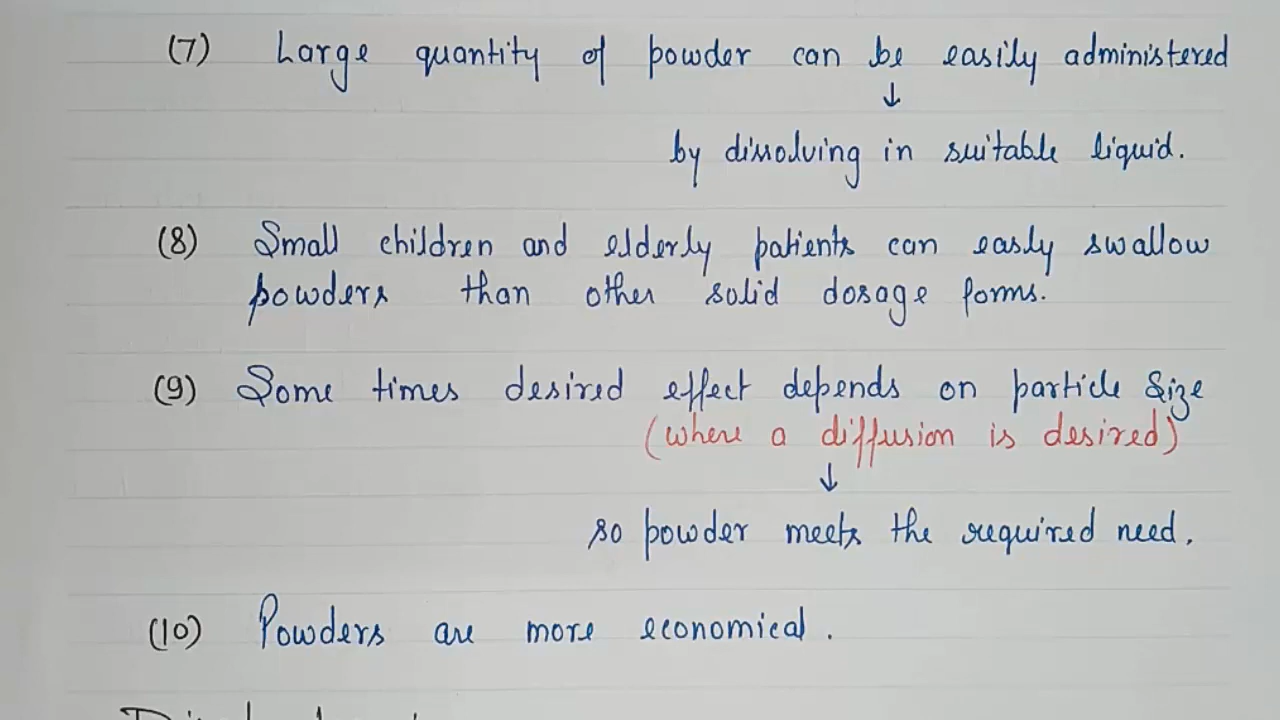 (7) Large quantity of powder can be easily administered
↓
by dissolving in suitable liquid.
(8) Small children and elderly patients can easly swallow
powders than other solid dosage forms.
(9) Some times desired effect depends on particle size
(where a diffusion is desired)
↓
so powder meets the required need.
(10) Powders are more economical.